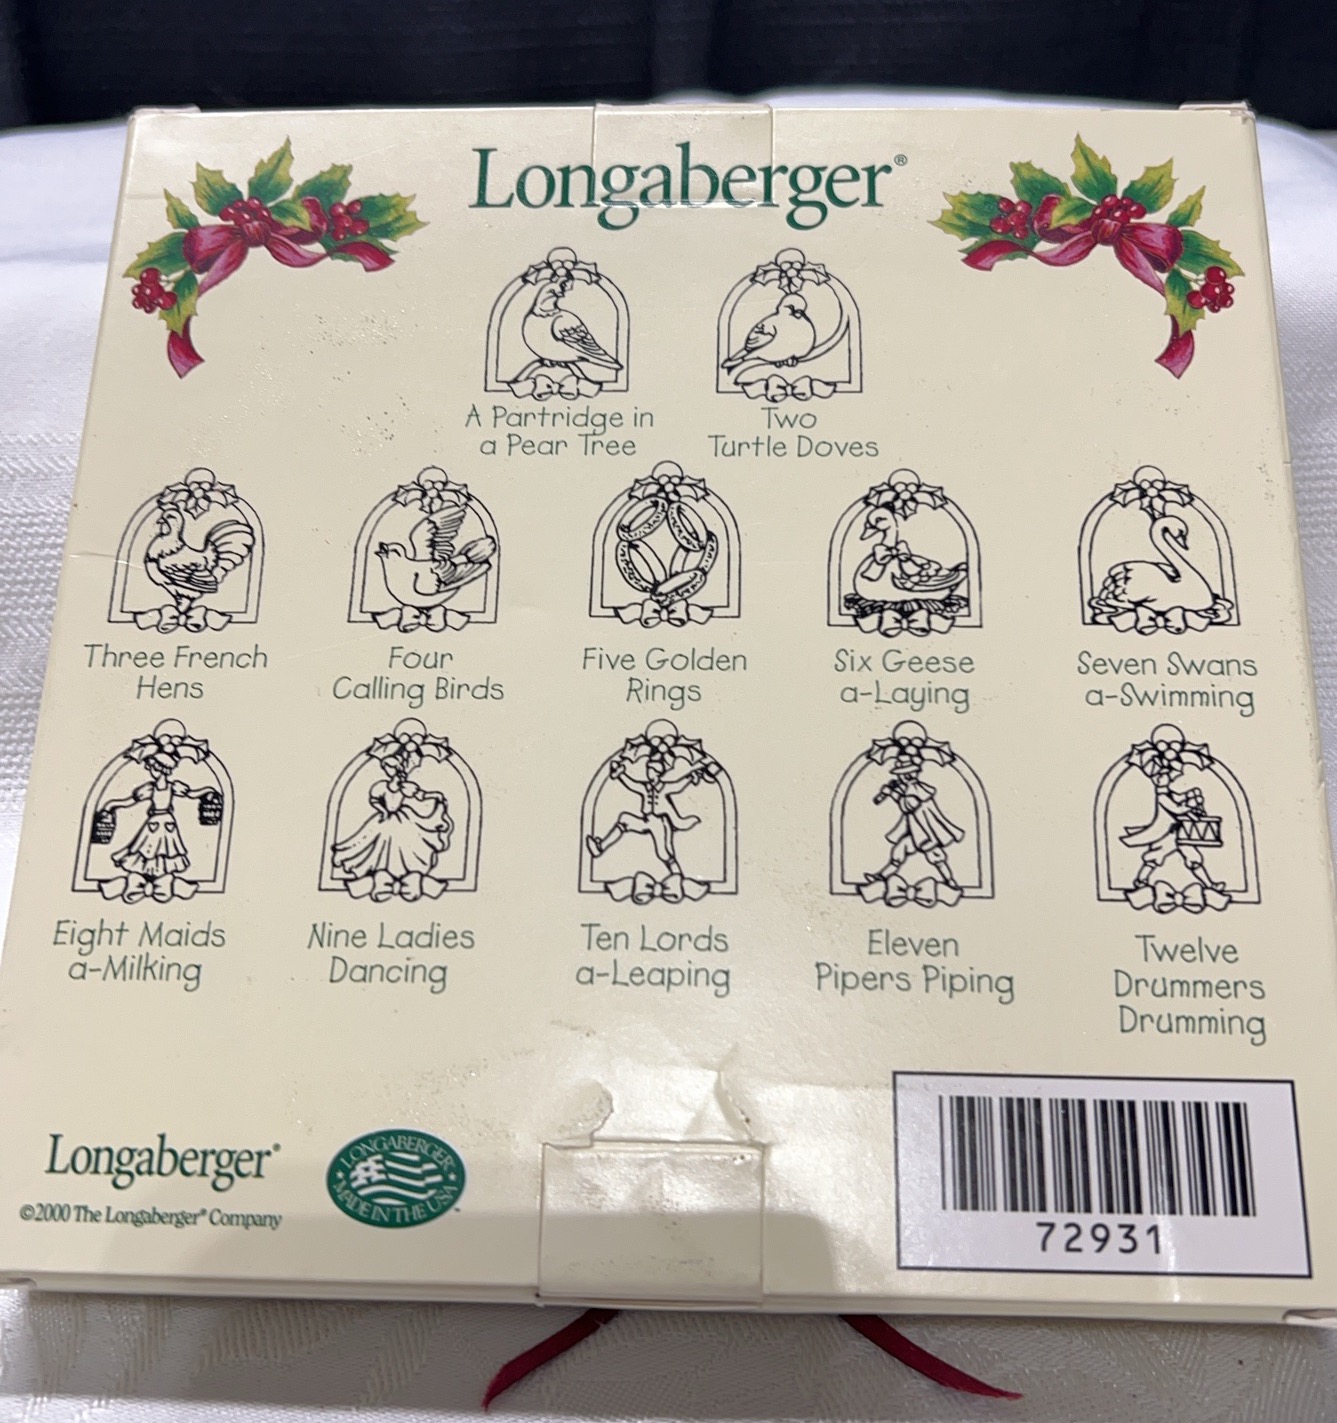 Longaberger®
A Partridge in
a Pear Tree
Two
Turtle Doves
Three French
Hens
Four
Calling Birds
Five Golden
Rings
Six Geese
a-Laying
Seven Swans
a-Swimming
Eight Maids
a-Milking
Nine Ladies
Dancing
Ten Lords
a-Leaping
Eleven
Pipers Piping
Twelve
Drummers
Drumming
Longaberger®
©2000 The Longaberger® Company
LONGABERGER®
MADE IN THE USA™
72931